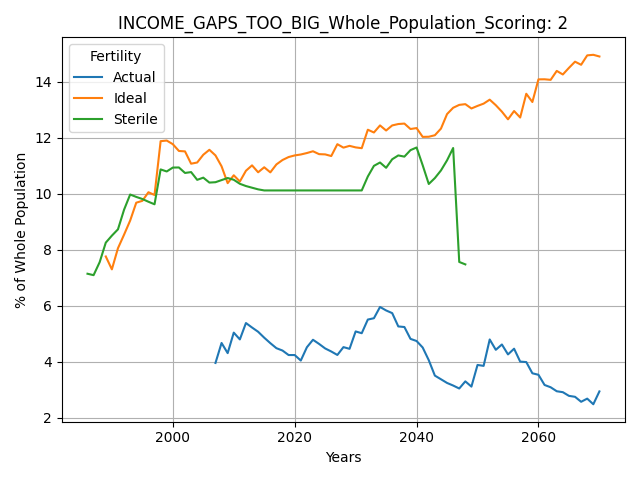 INCOME_GAPS_TOO_BIG_Whole_Population_Scoring: 2
Fertility
Actual
Ideal
Sterile
% of Whole Population
14
12
10
8
6
4
2
2000 2020 2040 2060
Years